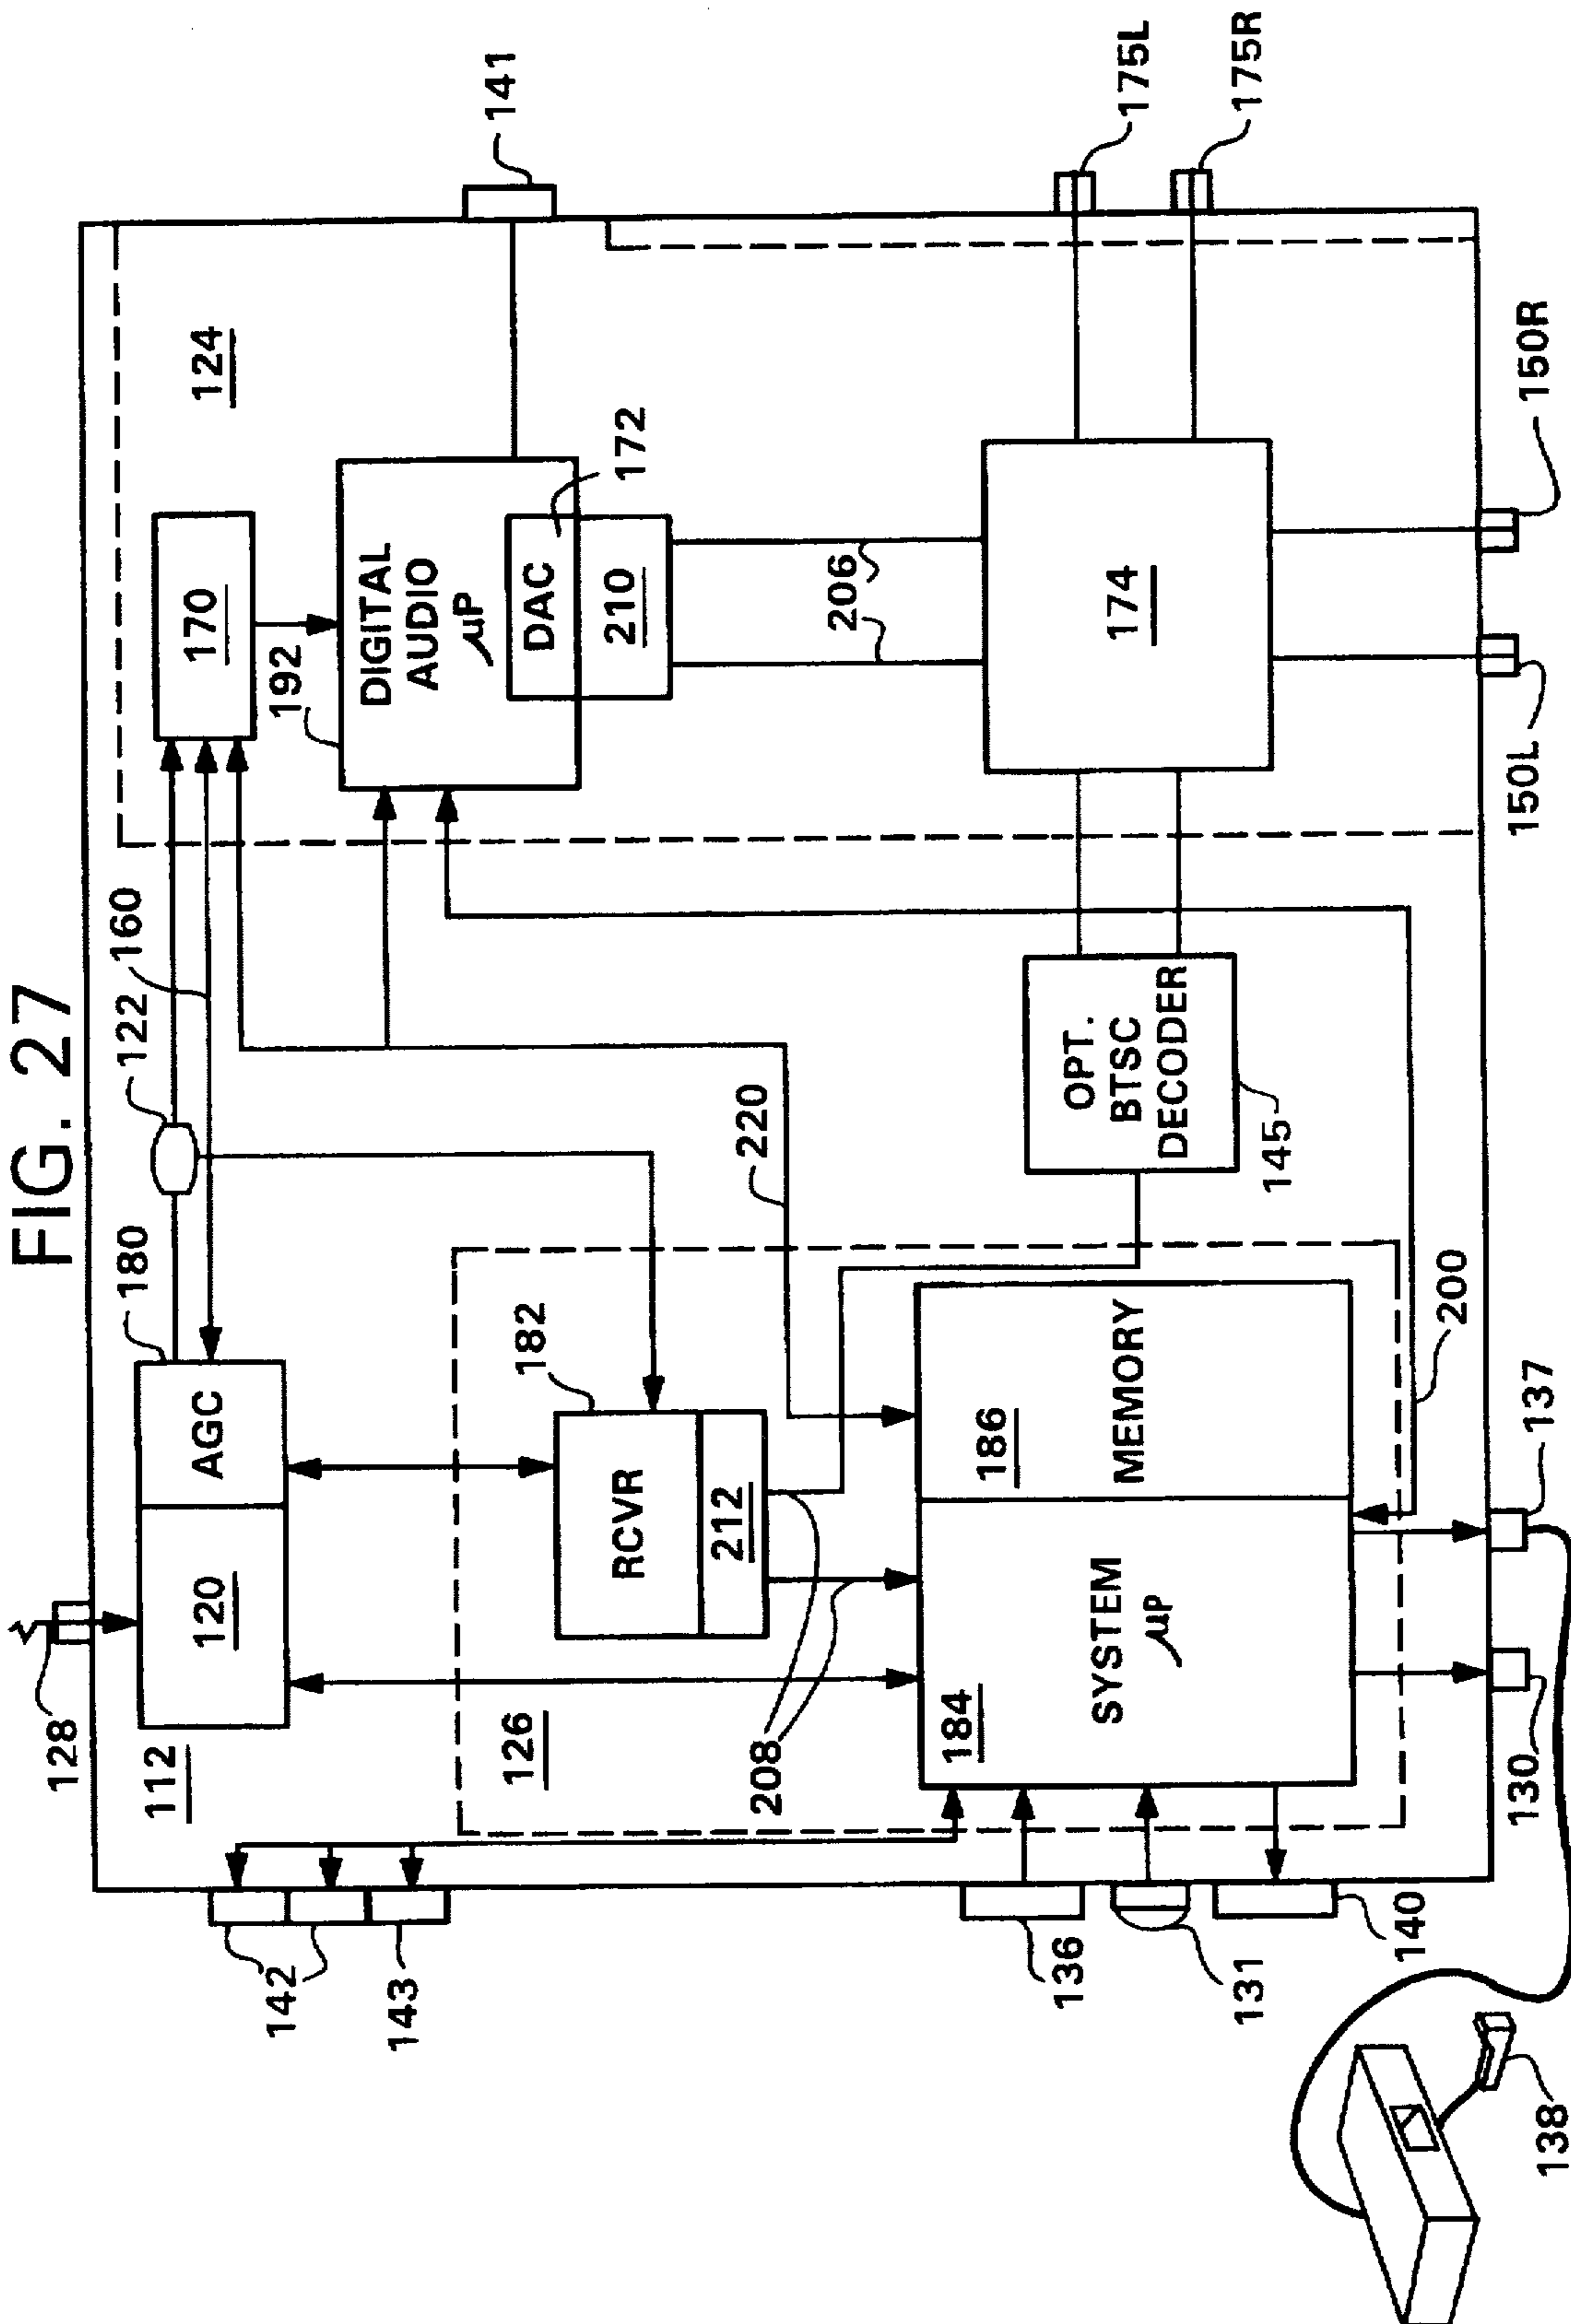 FIG. 27
128
112
120
AGC
180
122
160
170
124
192
DIGITAL
AUDIO
µP
DAC
172
210
141
142
143
126
RCVR
182
212
208
220
206
184
SYSTEM
µP
186
MEMORY
OPT.
BTSC
DECODER
145
174
175L
175R
136
131
140
130
137
200
150L
150R
138